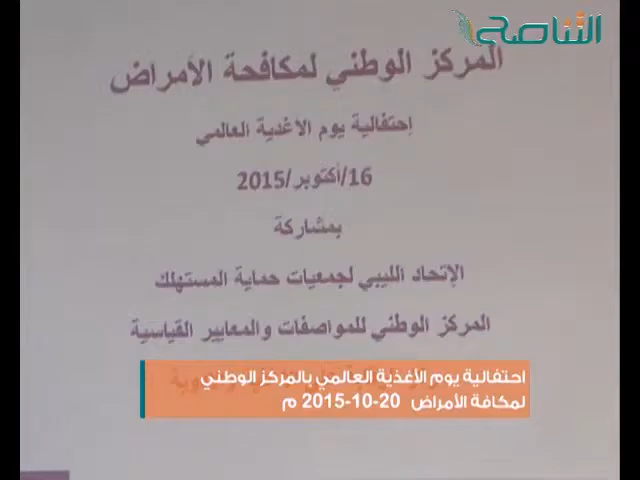 التناصح
المركز الوطني لمكافحة الأمراض
إحتفالية يوم الأغذية العالمي
16/أكتوبر/2015
بمشاركة
الإتحاد الليبي لجمعيات حماية المستهلك
المركز الوطني للمواصفات والمعايير القياسية
احتفالية يوم الأغذية العالمي بالمركز الوطني
لمكافة الأمراض 20-10-2015 م